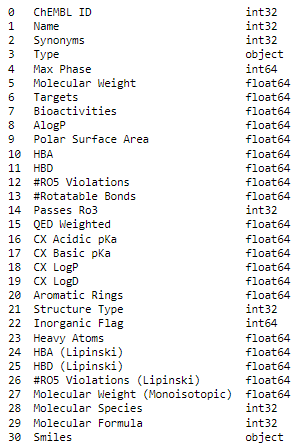 0 ChEMBL ID int32
1 Name int32
2 Synonyms int32
3 Type object
4 Max Phase int64
5 Molecular Weight float64
6 Targets float64
7 Bioactivities float64
8 AlogP float64
9 Polar Surface Area float64
10 HBA float64
11 HBD float64
12 #RO5 Violations float64
13 #Rotatable Bonds float64
14 Passes Ro3 int32
15 QED Weighted float64
16 CX Acidic pKa float64
17 CX Basic pKa float64
18 CX LogP float64
19 CX LogD float64
20 Aromatic Rings float64
21 Structure Type int32
22 Inorganic Flag int64
23 Heavy Atoms float64
24 HBA (Lipinski) float64
25 HBD (Lipinski) float64
26 #RO5 Violations (Lipinski) float64
27 Molecular Weight (Monoisotopic) float64
28 Molecular Species int32
29 Molecular Formula int32
30 Smiles object